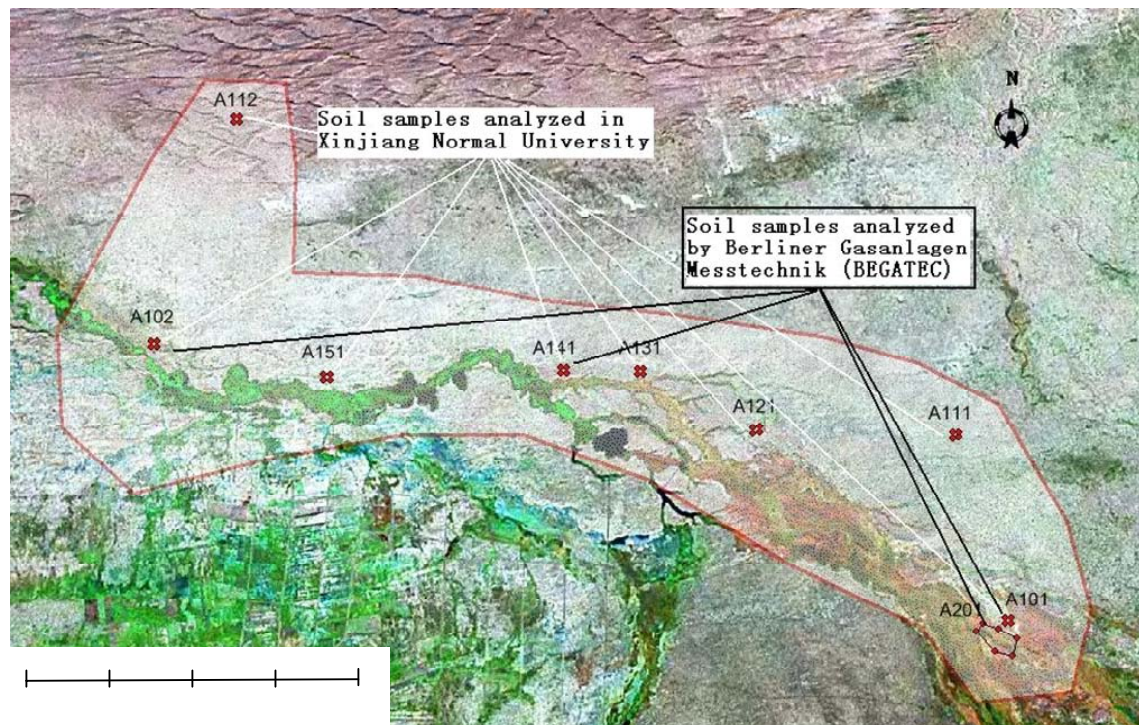 N
A112
Soil samples analyzed in
Xinjiang Normal University
Soil samples analyzed
by Berliner Gasanlagen
Messtechnik (BEGATEC)
A102
A151
A141
A131
A121
A111
A201
A101